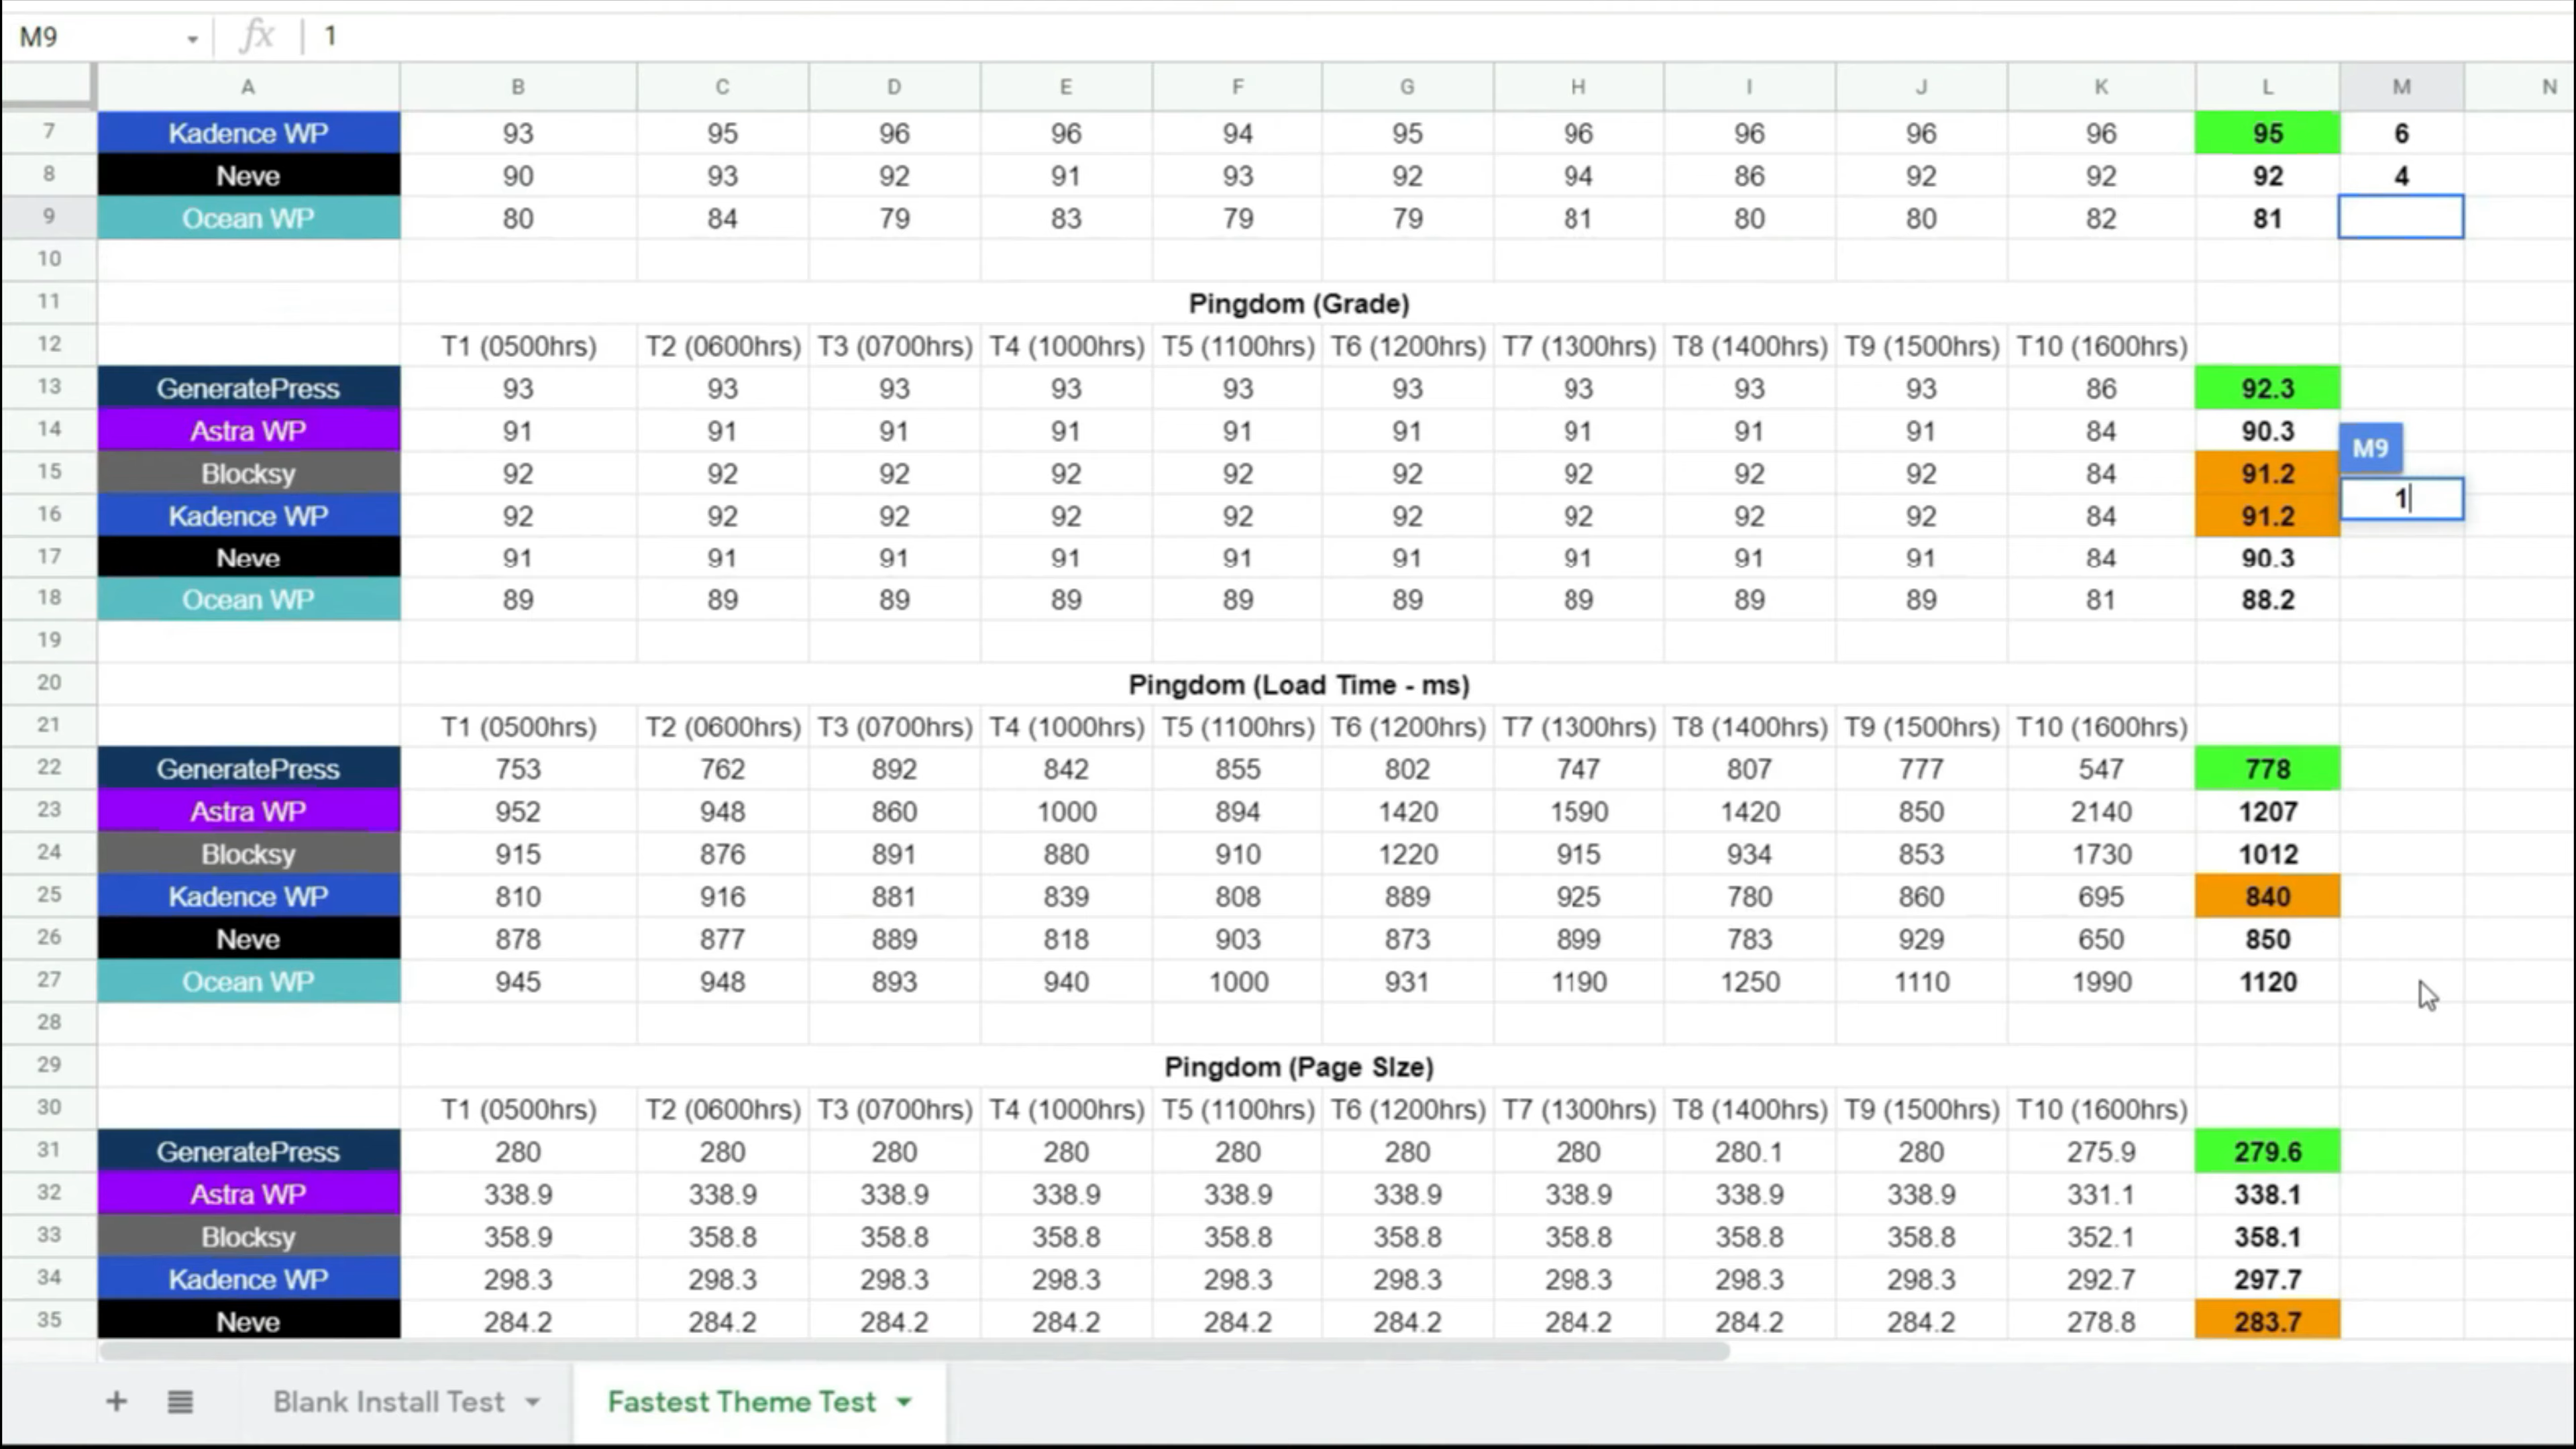 M9 fx 1
A B C D E F G H I J K L M N
7 Kadence WP 93 95 96 96 94 95 96 96 96 96 95 6
8 Neve 90 93 92 91 93 92 94 86 92 92 92 4
9 Ocean WP 80 84 79 83 79 79 81 80 80 82 81
10
11 Pingdom (Grade)
12 T1 (0500hrs) T2 (0600hrs) T3 (0700hrs) T4 (1000hrs) T5 (1100hrs) T6 (1200hrs) T7 (1300hrs) T8 (1400hrs) T9 (1500hrs) T10 (1600hrs)
13 GeneratePress 93 93 93 93 93 93 93 93 93 86 92.3
14 Astra WP 91 91 91 91 91 91 91 91 91 84 90.3
M9
15 Blocksy 92 92 92 92 92 92 92 92 92 84 91.2
1
16 Kadence WP 92 92 92 92 92 92 92 92 92 84 91.2
17 Neve 91 91 91 91 91 91 91 91 91 84 90.3
18 Ocean WP 89 89 89 89 89 89 89 89 89 81 88.2
19
20 Pingdom (Load Time - ms)
21 T1 (0500hrs) T2 (0600hrs) T3 (0700hrs) T4 (1000hrs) T5 (1100hrs) T6 (1200hrs) T7 (1300hrs) T8 (1400hrs) T9 (1500hrs) T10 (1600hrs)
22 GeneratePress 753 762 892 842 855 802 747 807 777 547 778
23 Astra WP 952 948 860 1000 894 1420 1590 1420 850 2140 1207
24 Blocksy 915 876 891 880 910 1220 915 934 853 1730 1012
25 Kadence WP 810 916 881 839 808 889 925 780 860 695 840
26 Neve 878 877 889 818 903 873 899 783 929 650 850
27 Ocean WP 945 948 893 940 1000 931 1190 1250 1110 1990 1120
28
29 Pingdom (Page SIze)
30 T1 (0500hrs) T2 (0600hrs) T3 (0700hrs) T4 (1000hrs) T5 (1100hrs) T6 (1200hrs) T7 (1300hrs) T8 (1400hrs) T9 (1500hrs) T10 (1600hrs)
31 GeneratePress 280 280 280 280 280 280 280 280.1 280 275.9 279.6
32 Astra WP 338.9 338.9 338.9 338.9 338.9 338.9 338.9 338.9 338.9 331.1 338.1
33 Blocksy 358.9 358.8 358.8 358.8 358.8 358.8 358.8 358.8 358.8 352.1 358.1
34 Kadence WP 298.3 298.3 298.3 298.3 298.3 298.3 298.3 298.3 298.3 292.7 297.7
35 Neve 284.2 284.2 284.2 284.2 284.2 284.2 284.2 284.2 284.2 278.8 283.7
Blank Install Test Fastest Theme Test